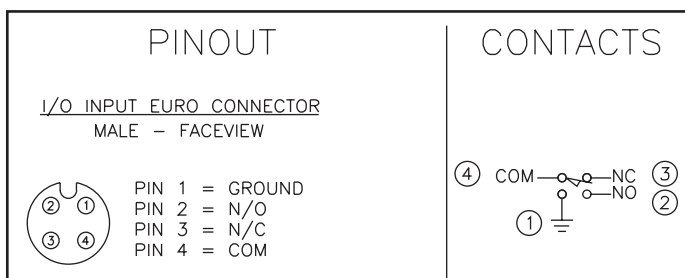 PINOUT
I/O INPUT EURO CONNECTOR
MALE – FACEVIEW
2 1
3 4
PIN 1 = GROUND
PIN 2 = N/O
PIN 3 = N/C
PIN 4 = COM
CONTACTS
4 COM NC 3
NO 2
1